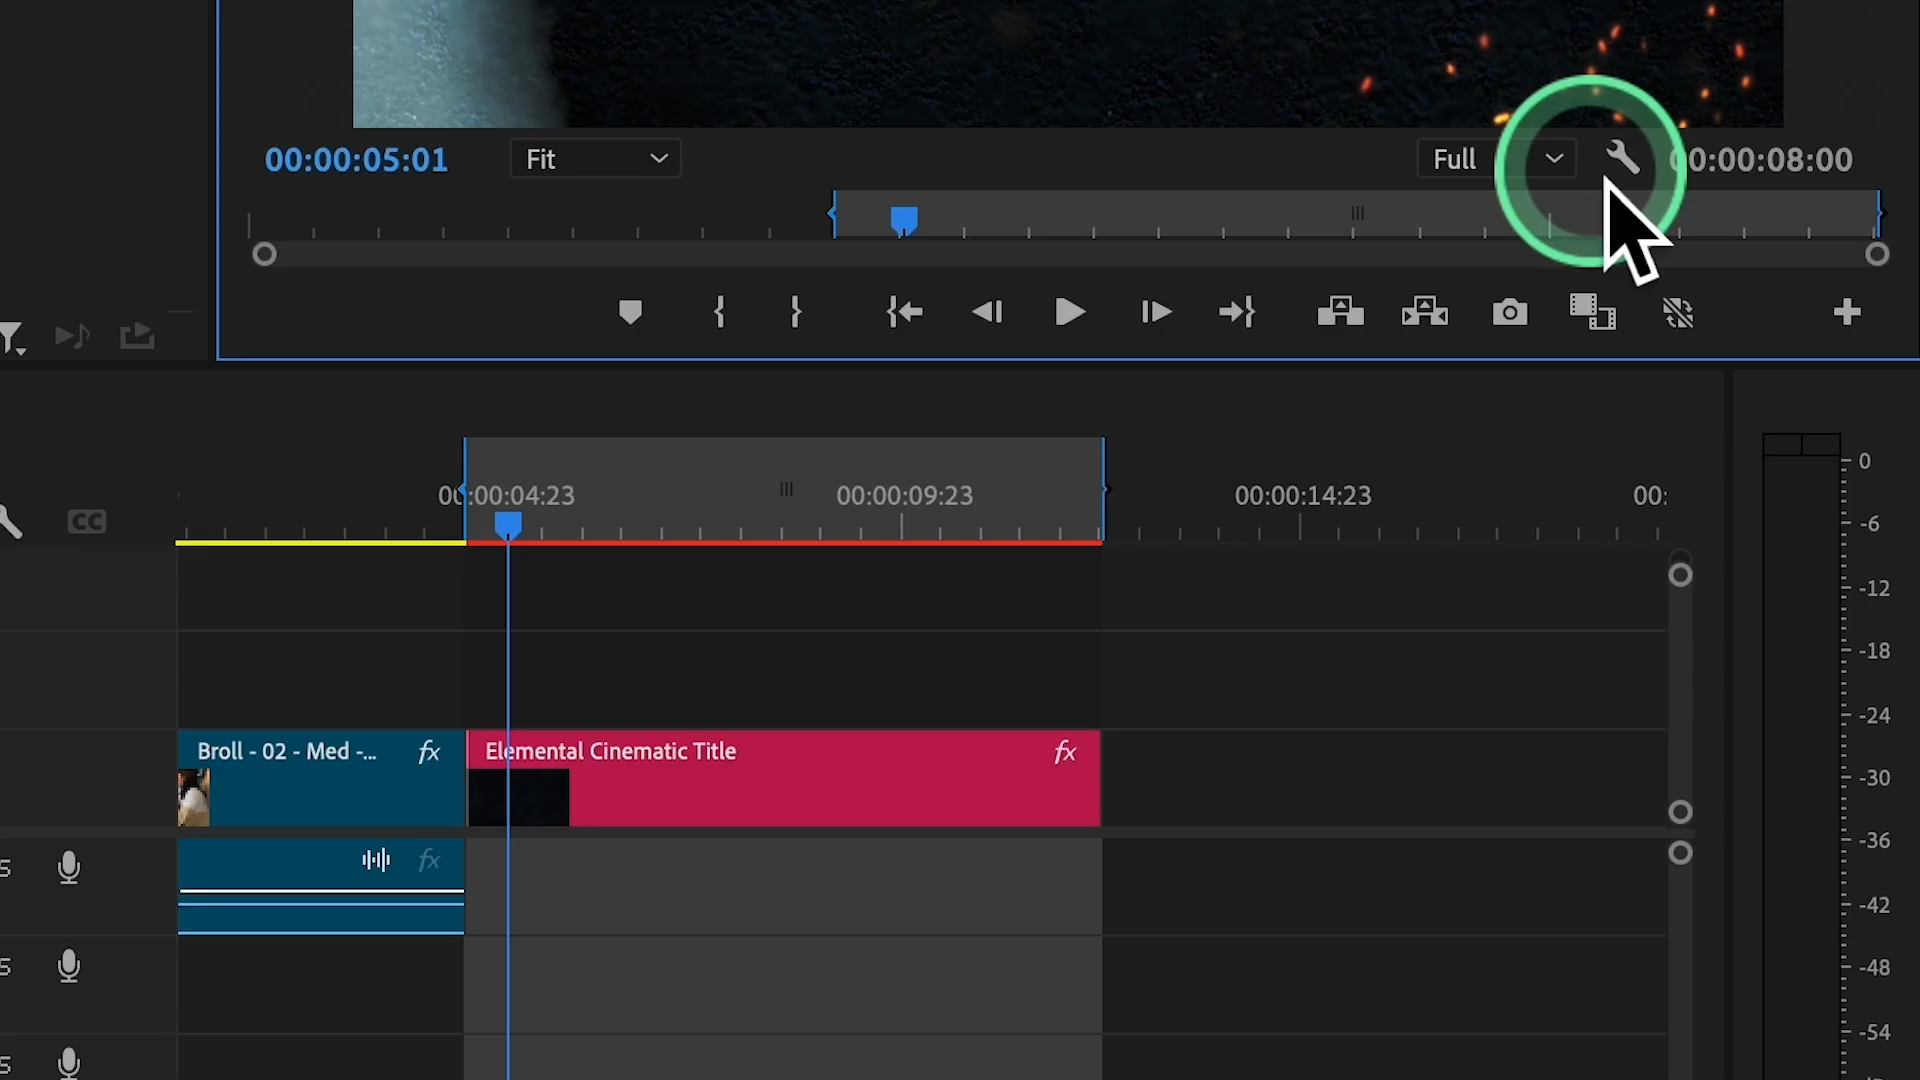 00:00:05:01
Fit
Full
00:00:08:00
CC
00:00:04:23
00:00:09:23
00:00:14:23
00:
Broll - 02 - Med -...
fx
Elemental Cinematic Title
fx
fx
S
S
S
0
-6
-12
-18
-24
-30
-36
-42
-48
-54